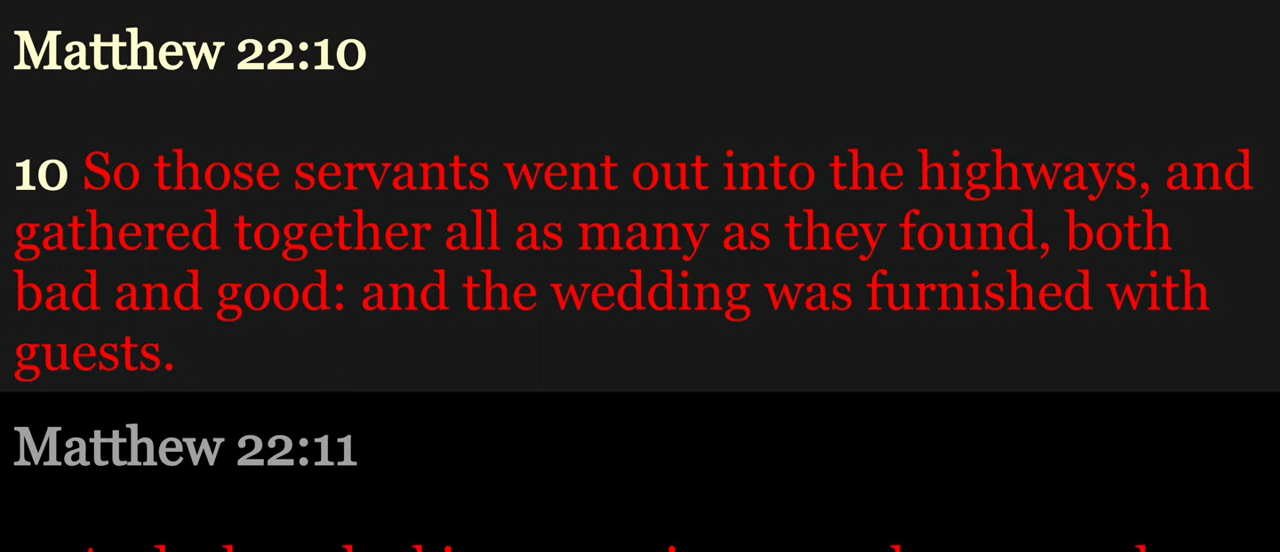 Matthew 22:10
10 So those servants went out into the highways, and
gathered together all as many as they found, both
bad and good: and the wedding was furnished with
guests.
Matthew 22:11